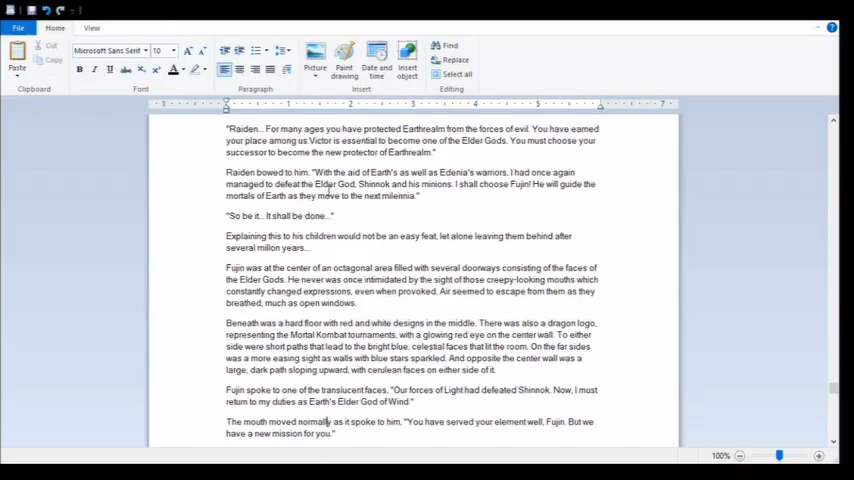 File
Home
View
Paste
Cut
Copy
Clipboard
Microsoft Sans Serif
10
Font
Paragraph
Picture
Paint drawing
Date and time
Insert object
Insert
Find
Replace
Select all
Editing
1 1 2 3 4 5 7
"Raiden... For many ages you have protected Earthrealm from the forces of evil. You have earned
your place among us.Victor is essential to become one of the Elder Gods. You must choose your
successor to become the new protector of Earthrealm."
Raiden bowed to him. "With the aid of Earth's as well as Edenia's warriors. I had once again
managed to defeat the Elder God, Shinnok and his minions. I shall choose Fujin! He will guide the
mortals of Earth as they move to the next milennia."
"So be it... It shall be done..."
Explaining this to his children would not be an easy feat, let alone leaving them behind after
several millon years...
Fujin was at the center of an octagonal area filled with several doorways consisting of the faces of
the Elder Gods. He never was once intimidated by the sight of those creepy-looking mouths which
constantly changed expressions, even when provoked. Air seemed to escape from them as they
breathed, much as open windows.
Beneath was a hard floor with red and white designs in the middle. There was also a dragon logo,
representing the Mortal Kombat tournaments, with a glowing red eye on the center wall. To either
side were short paths that lead to the bright blue, celestial faces that lit the room. On the far sides
was a more easing sight as walls with blue stars sparkled. And opposite the center wall was a
large, dark path sloping upward, with cerulean faces on either side of it.
Fujin spoke to one of the translucent faces, "Our forces of Light had defeated Shinnok. Now, I must
return to my duties as Earth's Elder God of Wind."
The mouth moved normally as it spoke to him, "You have served your element well, Fujin. But we
have a new mission for you."
100%